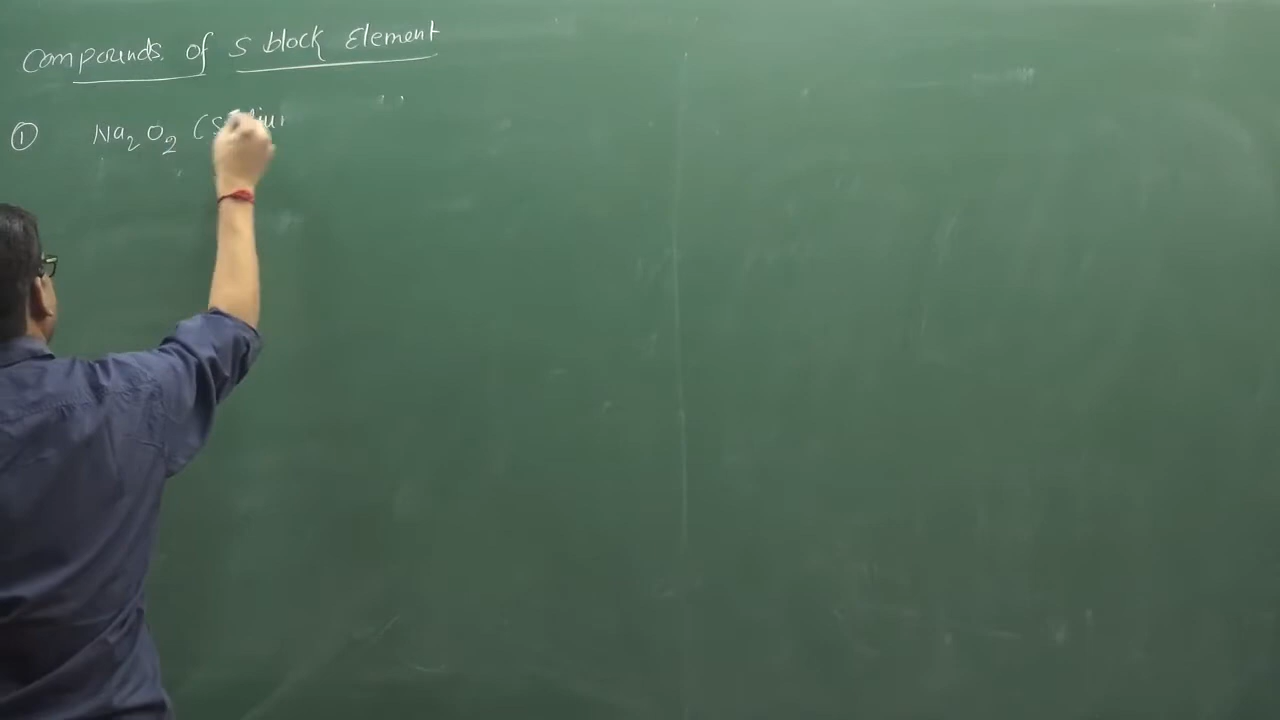 Compounds of s block Element
① Na₂O₂